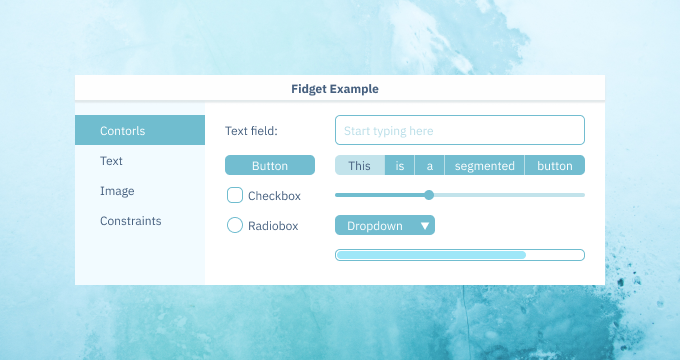 Fidget Example
Contorls
Text
Image
Constraints
Text field:
Start typing here
Button
This is a segmented button
Checkbox
Radiobox
Dropdown